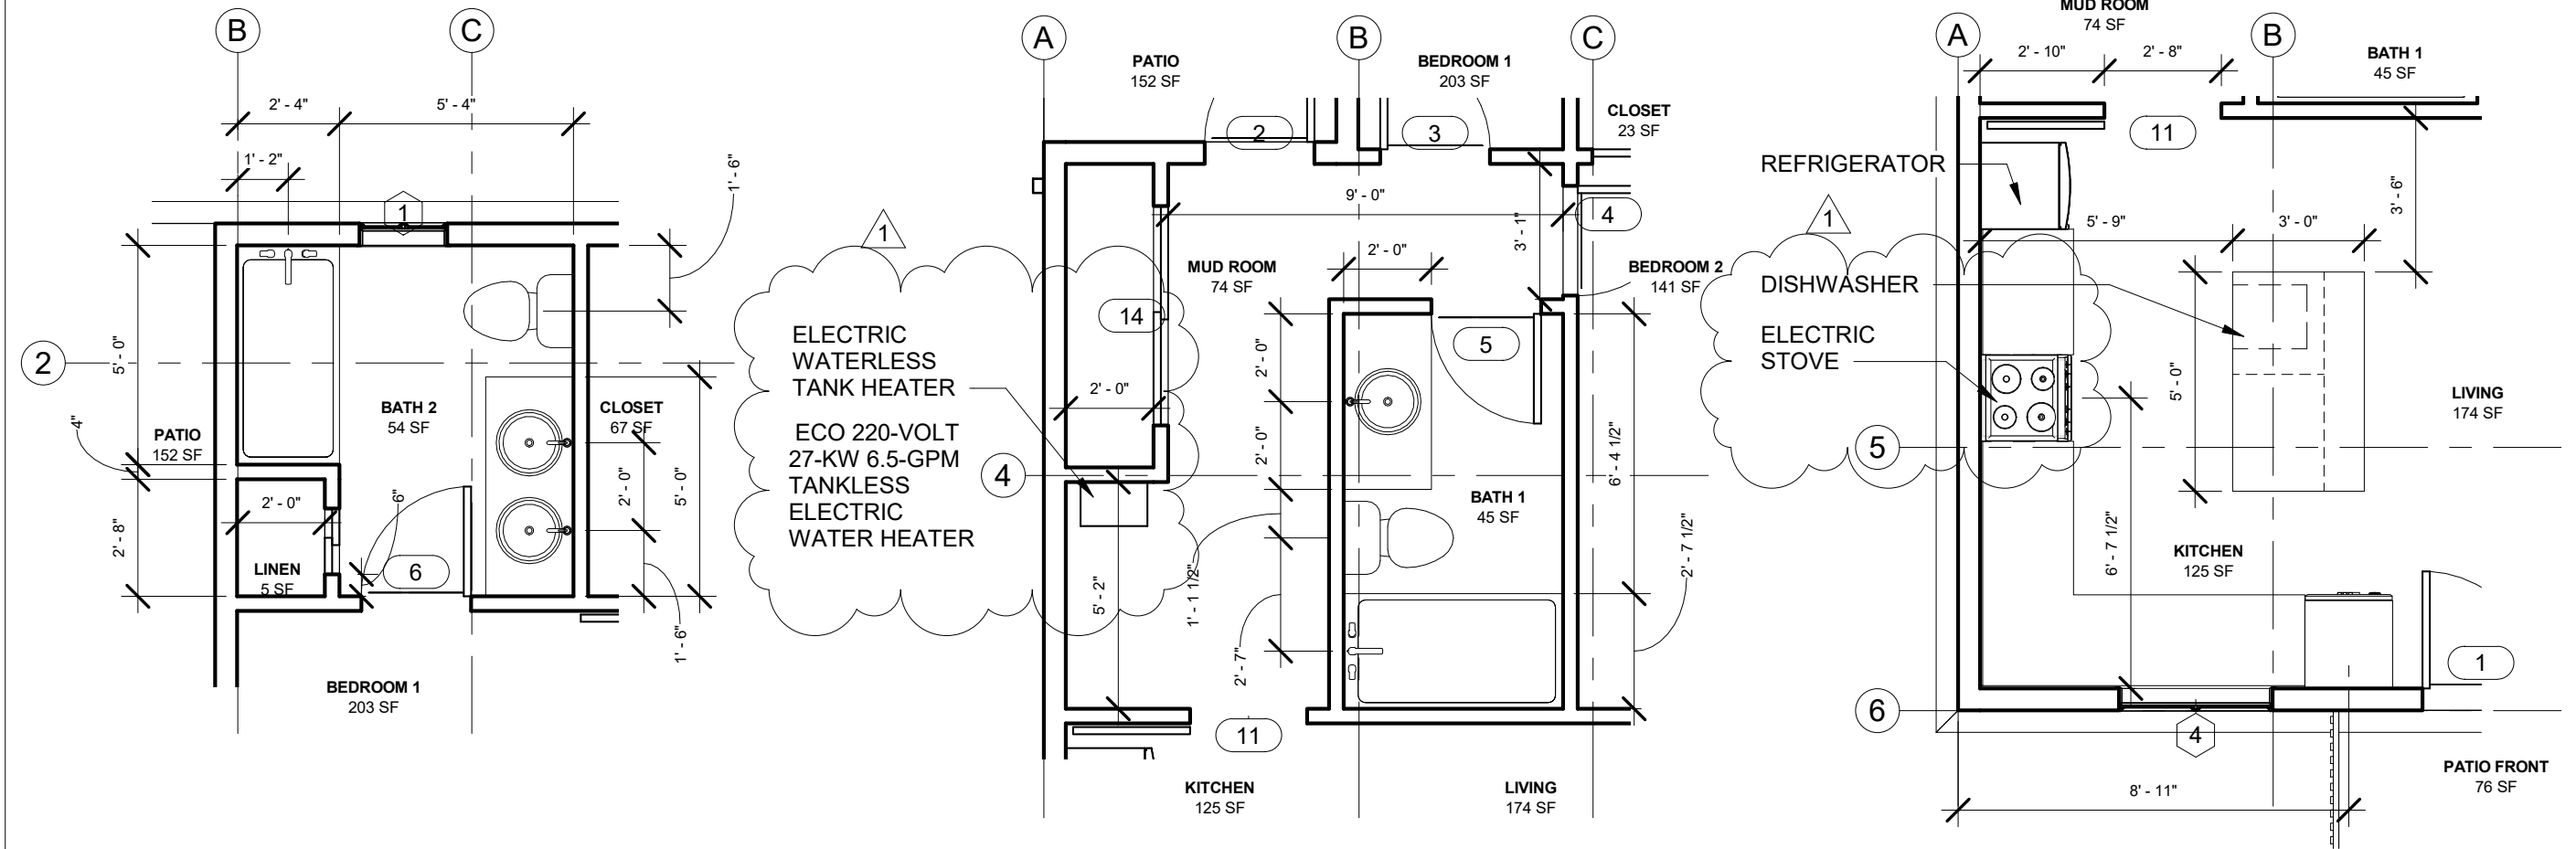 B
C
2' - 4"
5' - 4"
1' - 2"
1' - 6"
1
2
5' - 0"
4"
PATIO
152 SF
BATH 2
54 SF
CLOSET
67 SF
2' - 0"
2' - 8"
LINEN
5 SF
6"
6
2' - 0"
5' - 0"
1' - 6"
BEDROOM 1
203 SF
A
B
C
PATIO
152 SF
BEDROOM 1
203 SF
CLOSET
23 SF
2
3
9' - 0"
4
3' - 1"
1
MUD ROOM
74 SF
2' - 0"
BEDROOM 2
141 SF
14
5
ELECTRIC
WATERLESS
TANK HEATER
ECO 220-VOLT
27-KW 6.5-GPM
TANKLESS
ELECTRIC
WATER HEATER
2' - 0"
2' - 0"
2' - 0"
4
6' - 4 1/2"
BATH 1
45 SF
5' - 2"
1' - 1 1/2"
2' - 7"
2' - 7 1/2"
11
KITCHEN
125 SF
LIVING
174 SF
MUD ROOM
74 SF
A
B
2' - 10"
2' - 8"
BATH 1
45 SF
11
REFRIGERATOR
3' - 6"
1
5' - 9"
3' - 0"
DISHWASHER
ELECTRIC
STOVE
5' - 0"
LIVING
174 SF
5
6' - 7 1/2"
KITCHEN
125 SF
1
6
4
PATIO FRONT
76 SF
8' - 11"